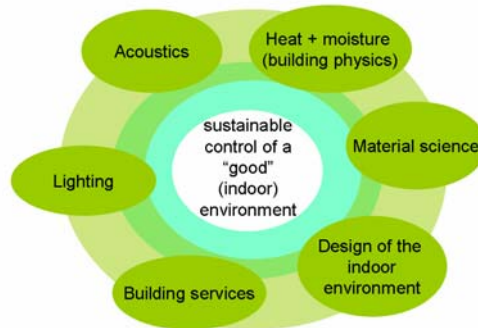 Acoustics
Heat + moisture
(building physics)
sustainable
control of a
“good”
(indoor)
environment
Material science
Lighting
Design of the
indoor
environment
Building services